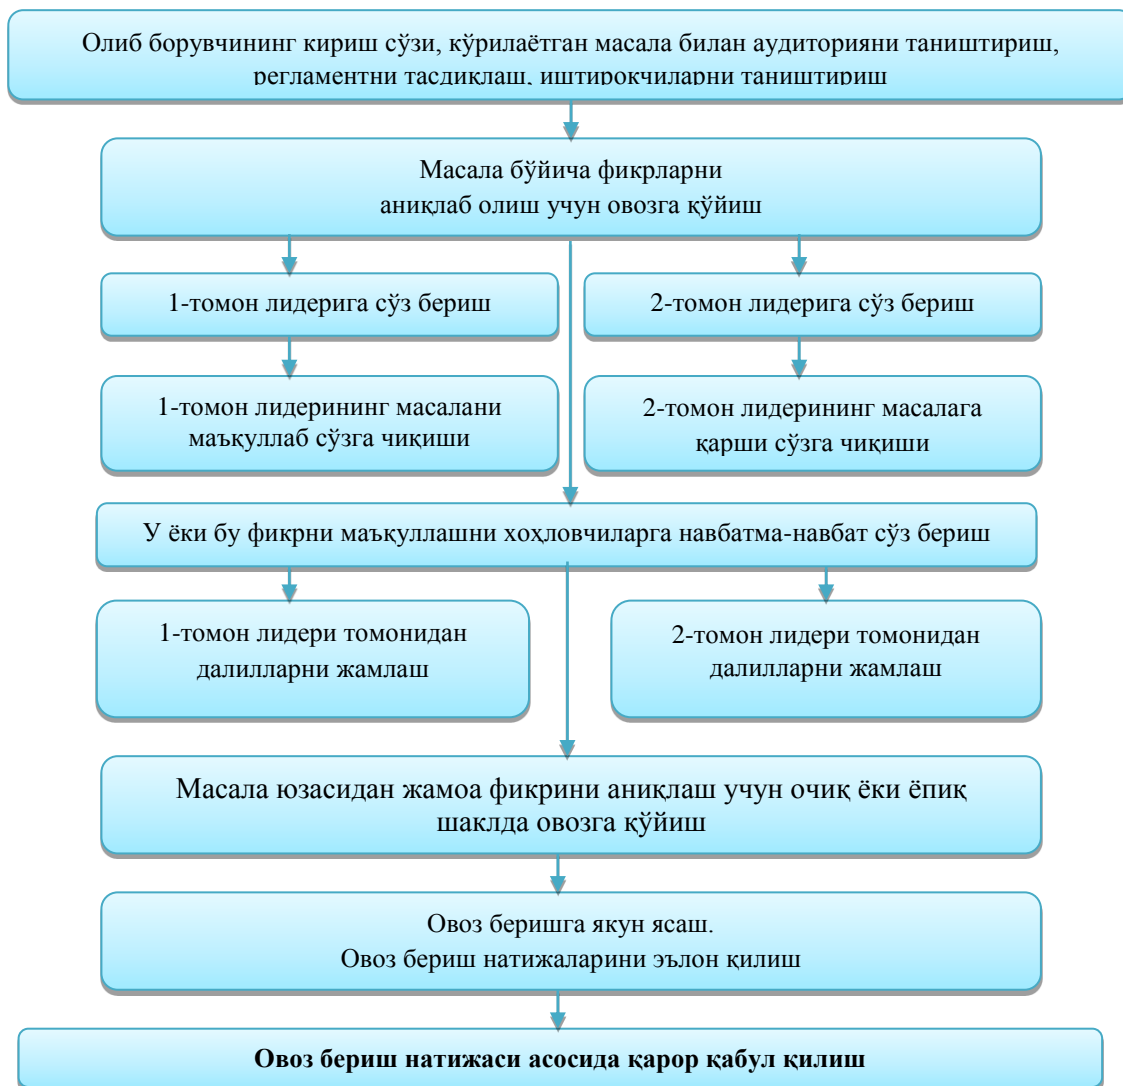 Олиб борувчининг кириш сўзи, кўрилаётган масала билан аудиторияни таништириш,
регламентни тасдиқлаш, иштирокчиларни таништириш
Масала бўйича фикрларни
аниқлаб олиш учун овозга қўйиш
1-томон лидерига сўз бериш
2-томон лидерига сўз бериш
1-томон лидерининг масалани
маъқуллаб сўзга чиқиши
2-томон лидерининг масалага
қарши сўзга чиқиши
У ёки бу фикрни маъқуллашни хоҳловчиларга навбатма-навбат сўз бериш
1-томон лидери томонидан
далилларни жамлаш
2-томон лидери томонидан
далилларни жамлаш
Масала юзасидан жамоа фикрини аниқлаш учун очиқ ёки ёпиқ
шаклда овозга қўйиш
Овоз беришга якун ясаш.
Овоз бериш натижаларини эълон қилиш
Овоз бериш натижаси асосида қарор қабул қилиш